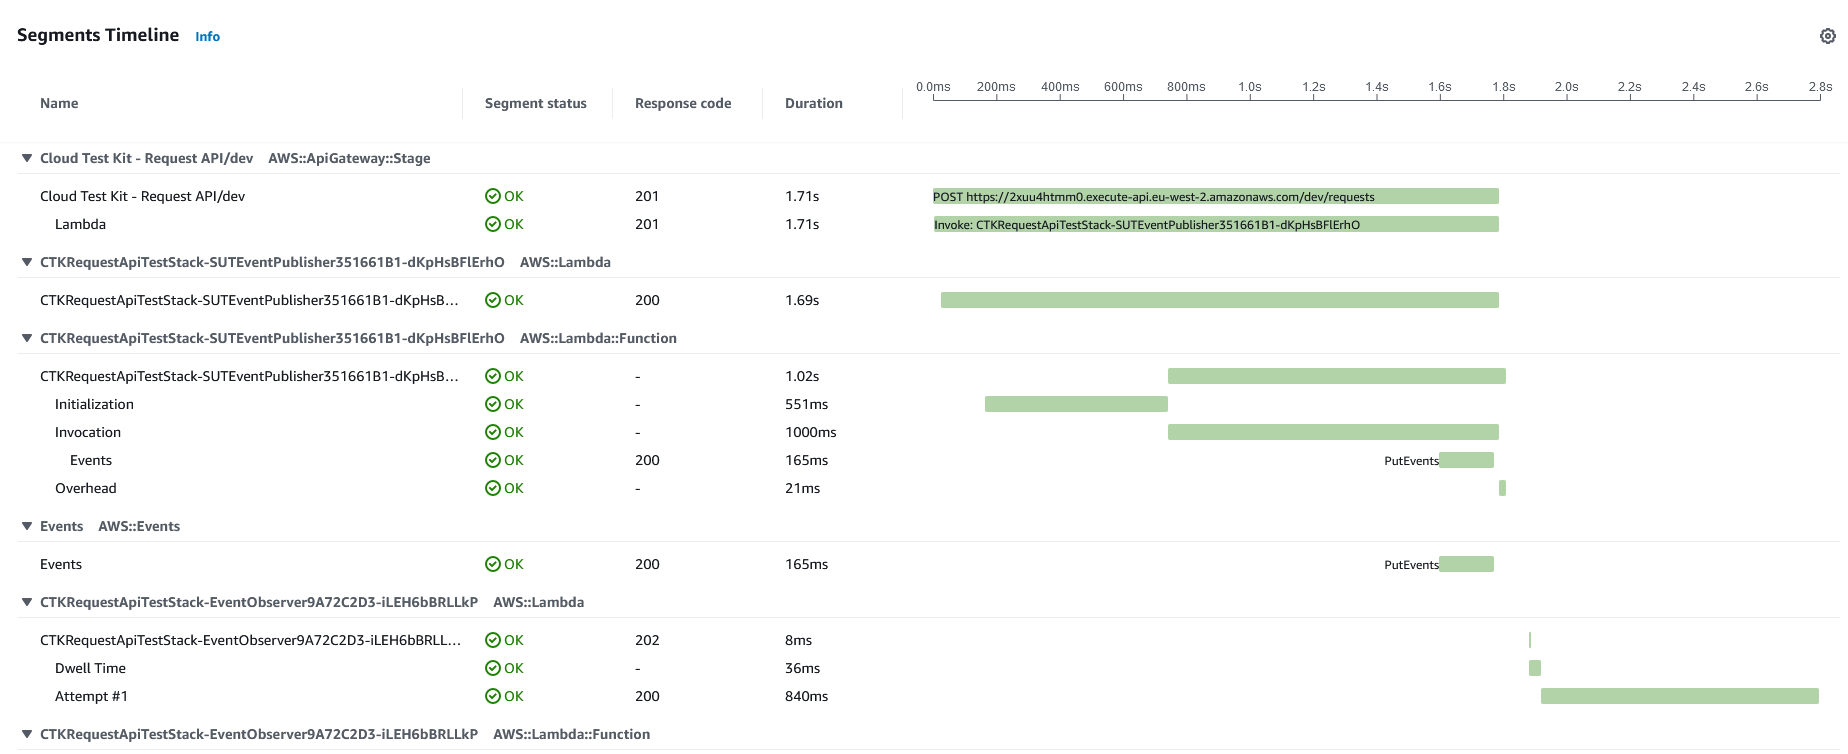 Segments Timeline Info
0.0ms 200ms 400ms 600ms 800ms 1.0s 1.2s 1.4s 1.6s 1.8s 2.0s 2.2s 2.4s 2.6s 2.8s
Name Segment status Response code Duration
Cloud Test Kit - Request API/dev AWS::ApiGateway::Stage
Cloud Test Kit - Request API/dev OK 201 1.71s POST https://2xuu4htmm0.execute-api.eu-west-2.amazonaws.com/dev/requests
Lambda OK 201 1.71s Invoke: CTKRequestApiTestStack-SUTEventPublisher351661B1-dKpHsBFlErhO
CTKRequestApiTestStack-SUTEventPublisher351661B1-dKpHsBFlErhO AWS::Lambda
CTKRequestApiTestStack-SUTEventPublisher351661B1-dKpHsB... OK 200 1.69s
CTKRequestApiTestStack-SUTEventPublisher351661B1-dKpHsBFlErhO AWS::Lambda::Function
CTKRequestApiTestStack-SUTEventPublisher351661B1-dKpHsB... OK - 1.02s
Initialization OK - 551ms
Invocation OK - 1000ms
Events OK 200 165ms PutEvents
Overhead OK - 21ms
Events AWS::Events
Events OK 200 165ms PutEvents
CTKRequestApiTestStack-EventObserver9A72C2D3-iLEH6bBRLLkP AWS::Lambda
CTKRequestApiTestStack-EventObserver9A72C2D3-iLEH6bBRLL... OK 202 8ms
Dwell Time OK - 36ms
Attempt #1 OK 200 840ms
CTKRequestApiTestStack-EventObserver9A72C2D3-iLEH6bBRLLkP AWS::Lambda::Function